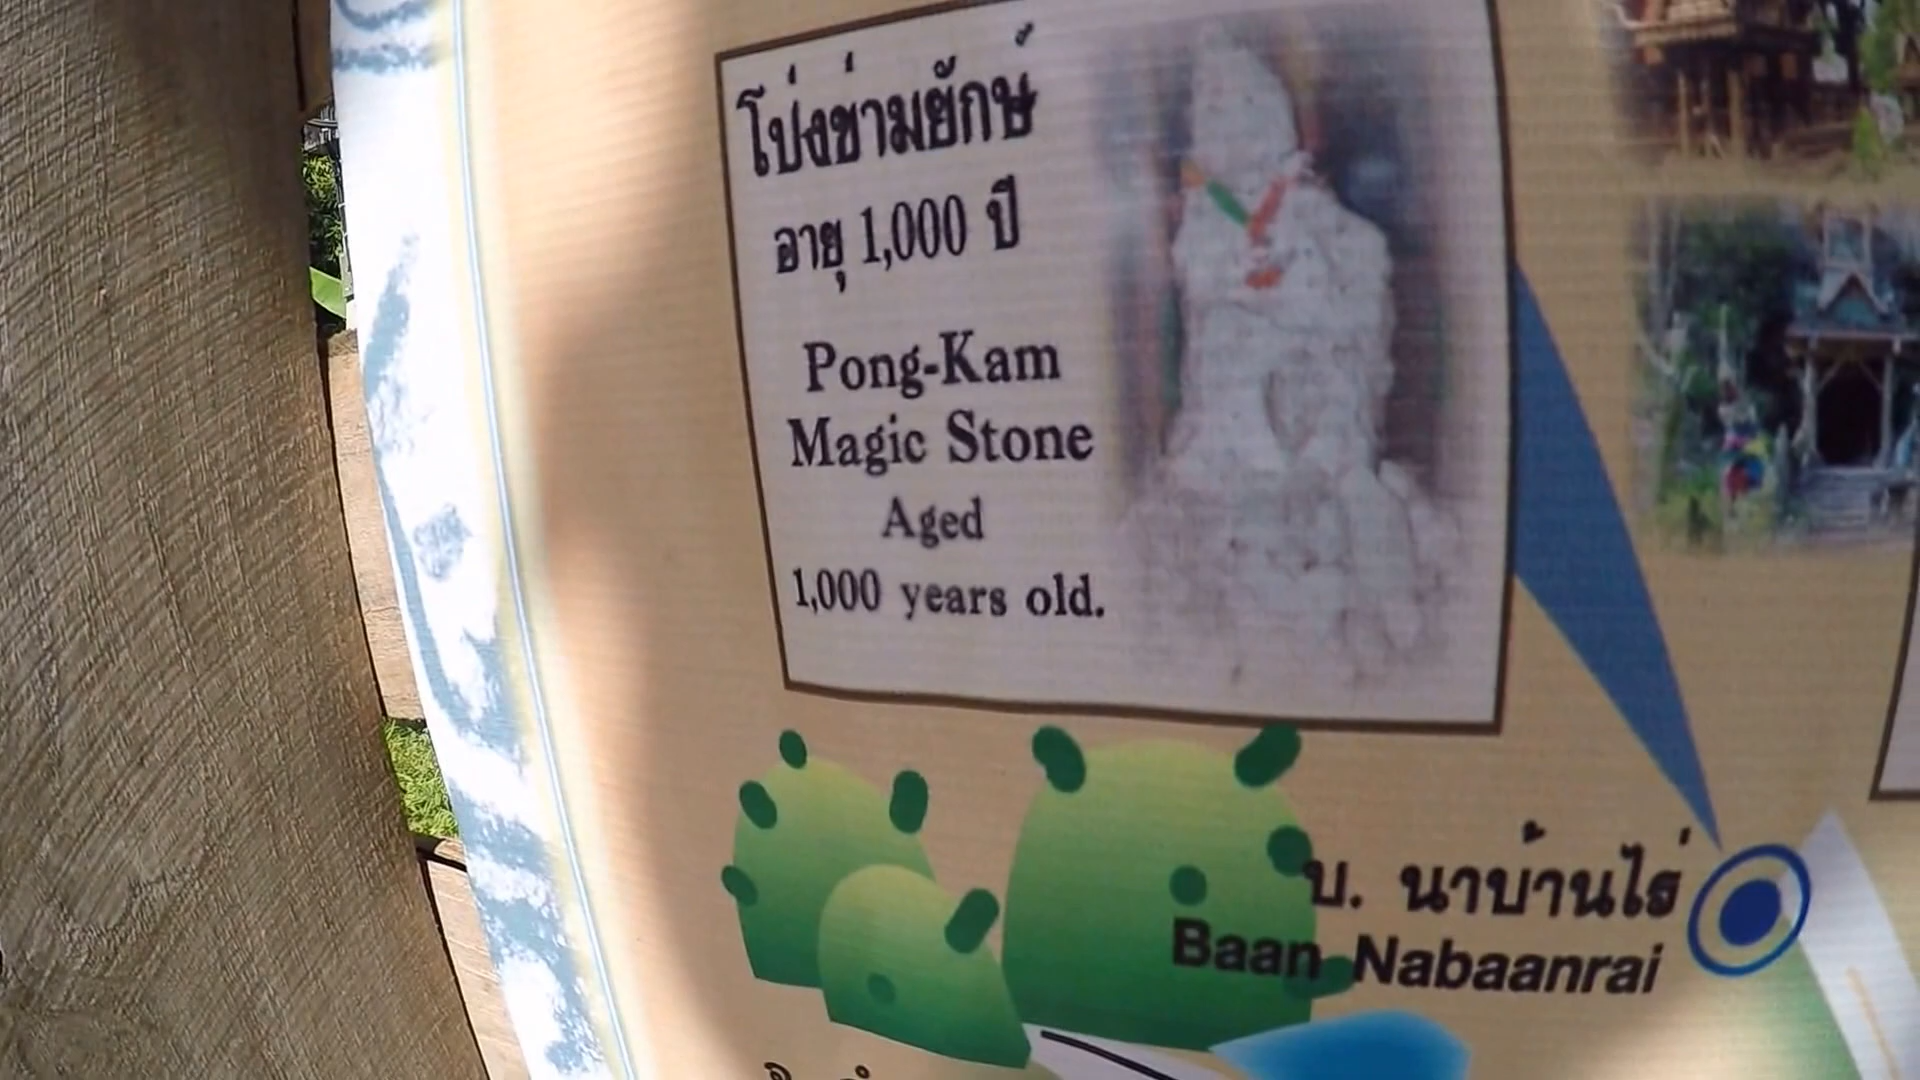 โป่งข่ามยักษ์
อายุ 1,000 ปี
Pong-Kam
Magic Stone
Aged
1,000 years old.
บ. นาบ้านไร่
Baan Nabaanrai